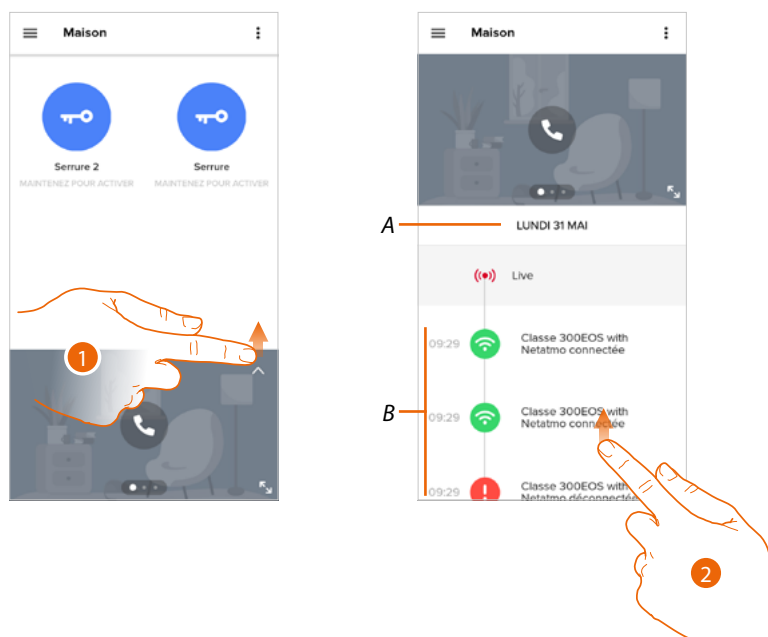 Maison
Serrure 2
MAINTENEZ POUR ACTIVER
Serrure
MAINTENEZ POUR ACTIVER
1
Maison
A
LUNDI 31 MAI
Live
B
09:29
Classe 300EOS with
Netatmo connectée
09:29
Classe 300EOS with
Netatmo connectée
09:29
Classe 300EOS with
Netatmo déconnectée
2